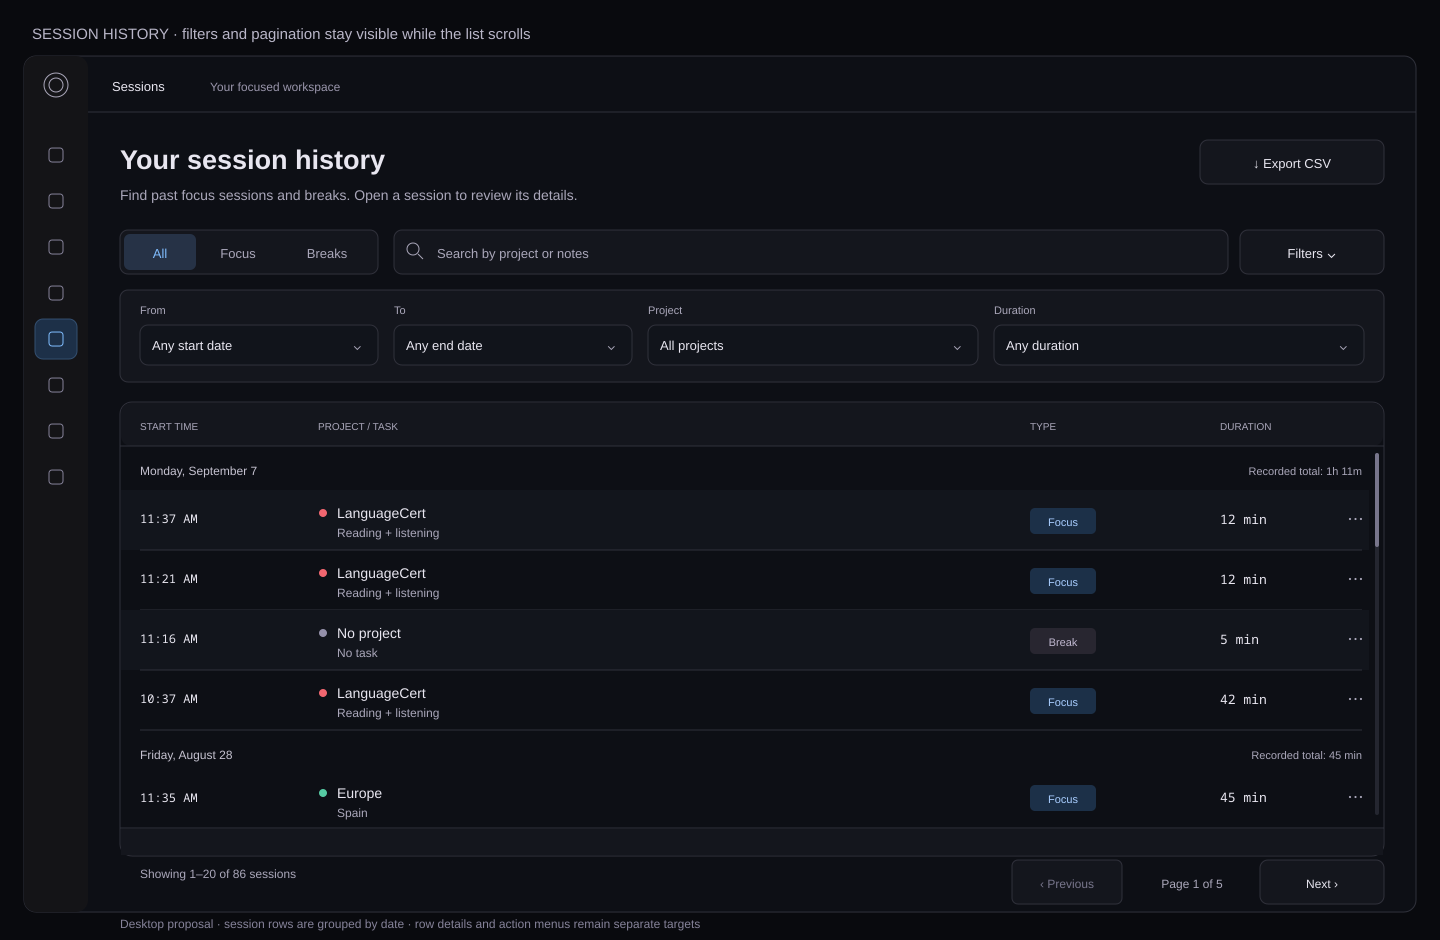 SESSION HISTORY · filters and pagination stay visible while the list scrolls
Sessions Your focused workspace
Your session history
↓ Export CSV
Find past focus sessions and breaks. Open a session to review its details.
All Focus Breaks Search by project or notes Filters
From To Project Duration
Any start date Any end date All projects Any duration
START TIME PROJECT / TASK TYPE DURATION
Monday, September 7 Recorded total: 1h 11m
11:37 AM LanguageCert Focus 12 min ···
Reading + listening
11:21 AM LanguageCert Focus 12 min ···
Reading + listening
11:16 AM No project Break 5 min ···
No task
10:37 AM LanguageCert Focus 42 min ···
Reading + listening
Friday, August 28 Recorded total: 45 min
11:35 AM Europe Focus 45 min ···
Spain
Showing 1–20 of 86 sessions
‹ Previous Page 1 of 5 Next ›
Desktop proposal · session rows are grouped by date · row details and action menus remain separate targets